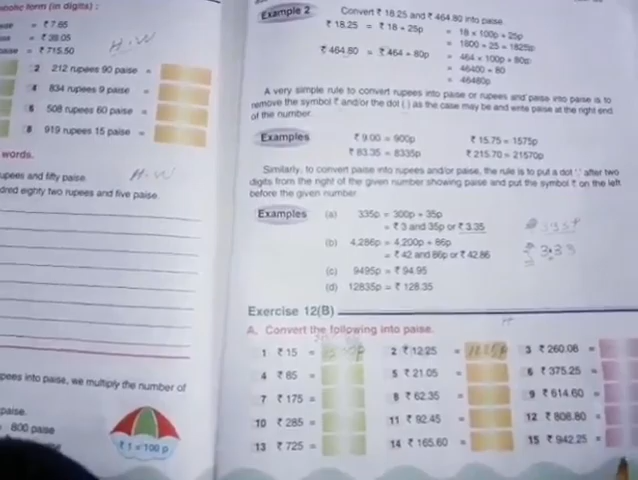 bolic form (in digits) :
= ₹ 7.65
= ₹ 38.05
paise = ₹ 715.50
H.W
2 212 rupees 90 paise =
4 834 rupees 9 paise =
6 508 rupees 60 paise =
8 919 rupees 15 paise =
words.
upees and fifty paise.
H-W
dred eighty two rupees and five paise.
pees into paise, we multiply the number of
paise.
800 paise
₹ 1 = 100 p
Example 2
Convert ₹ 18.25 and ₹ 464.80 into paise.
₹ 18.25 = ₹ 18 + 25p = 18 × 100p + 25p
= 1800 + 25 = 1825p
₹ 464.80 = ₹ 464 + 80p = 464 × 100p + 80p
= 46400 + 80
= 46480p
A very simple rule to convert rupees into paise or rupees and paise into paise is to
remove the symbol ₹ and/or the dot (.) as the case may be and write paise at the right end
of the number.
Examples
₹ 9.00 = 900p ₹ 15.75 = 1575p
₹ 83.35 = 8335p ₹ 215.70 = 21570p
Similarly, to convert paise into rupees and/or paise, the rule is to put a dot '.' after two
digits from the right of the given number showing paise and put the symbol ₹ on the left
before the given number.
Examples
(a) 335p = 300p + 35p
= ₹ 3 and 35p or ₹ 3.35
(b) 4,286p = 4,200p + 86p
= ₹ 42 and 86p or ₹ 42.86
(c) 9495p = ₹ 94.95
(d) 12835p = ₹ 128.35
₹ 3.35
Exercise 12(B)
A. Convert the following into paise.
1 ₹ 15 = 2 ₹ 12.25 = 3 ₹ 260.08 =
4 ₹ 65 = 5 ₹ 21.05 = 6 ₹ 375.25 =
7 ₹ 175 = 8 ₹ 62.35 = 9 ₹ 614.60 =
10 ₹ 285 = 11 ₹ 92.45 = 12 ₹ 808.80 =
13 ₹ 725 = 14 ₹ 165.60 = 15 ₹ 942.25 =